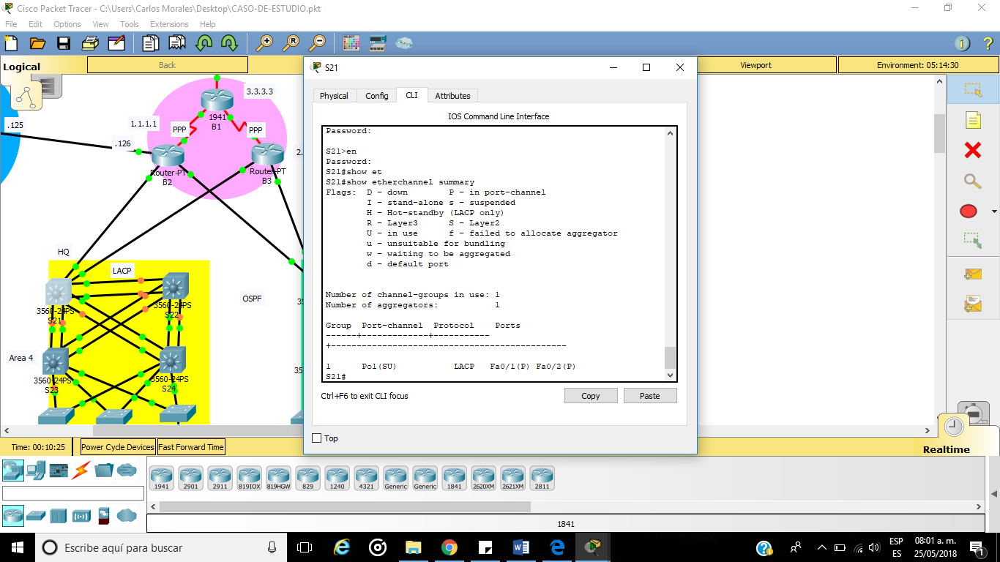 Cisco Packet Tracer - C:\Users\Carlos Morales\Desktop\CASO-DE-ESTUDIO.pkt
File Edit Options View Tools Extensions Help
Logical
Back
Viewport
Environment: 05:14:30
3.3.3.3
1941
B1
.125
1.1.1.1
PPP
PPP
.126
2.
Router-PT
B2
Router-PT
B3
HQ
LACP
OSPF
3560-24PS
S21
3560-24PS
S22
Area 4
3560-24PS
S23
3560-24PS
S24
S21
Physical Config CLI Attributes
IOS Command Line Interface
Password:
S21>en
Password:
S21#show et
S21#show etherchannel summary
Flags:  D - down        P - in port-channel
I - stand-alone s - suspended
H - Hot-standby (LACP only)
R - Layer3      S - Layer2
U - in use      f - failed to allocate aggregator
u - unsuitable for bundling
w - waiting to be aggregated
d - default port
Number of channel-groups in use: 1
Number of aggregators:           1
Group  Port-channel  Protocol    Ports
------+-------------+-----------
+----------------------------------------------
1      Po1(SU)           LACP   Fa0/1(P) Fa0/2(P)
S21#
Ctrl+F6 to exit CLI focus
Copy
Paste
Top
Time: 00:10:25
Power Cycle Devices
Fast Forward Time
Realtime
1941 2901 2911 819IOX 819HGW 829 1240 4321 Generic Generic 1841 2620XM 2621XM 2811
1841
Escribe aquí para buscar
ESP
ES
08:01 a. m.
25/05/2018
1